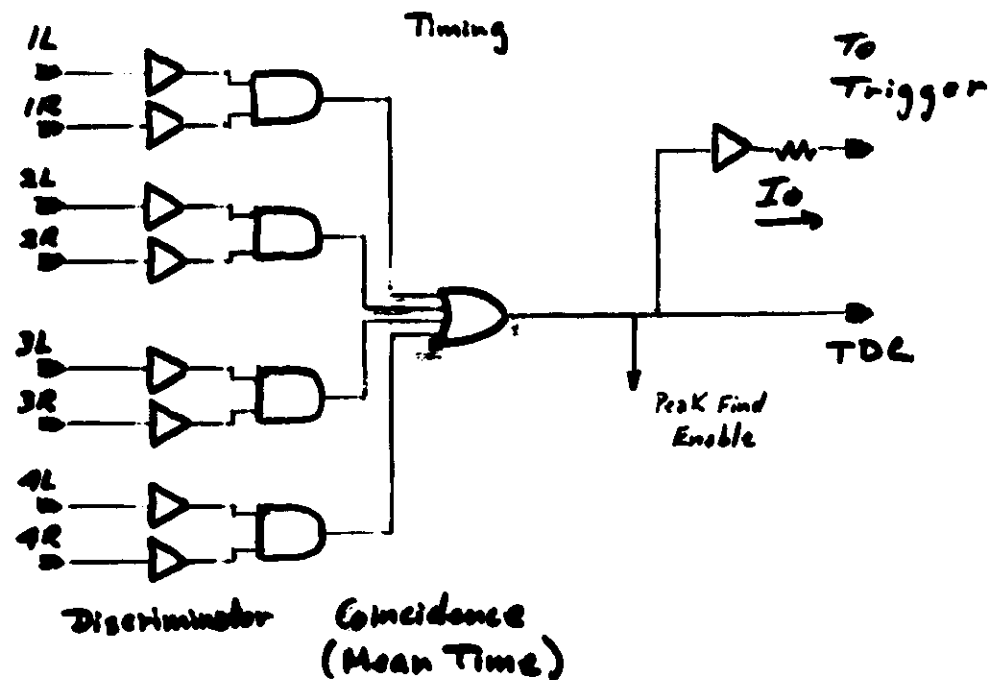 Timing
1L
1R
2L
2R
3L
3R
4L
4R
To
Trigger
Io
TDC
Peak Find
Enable
Discriminator
Coincidence
(Mean Time)